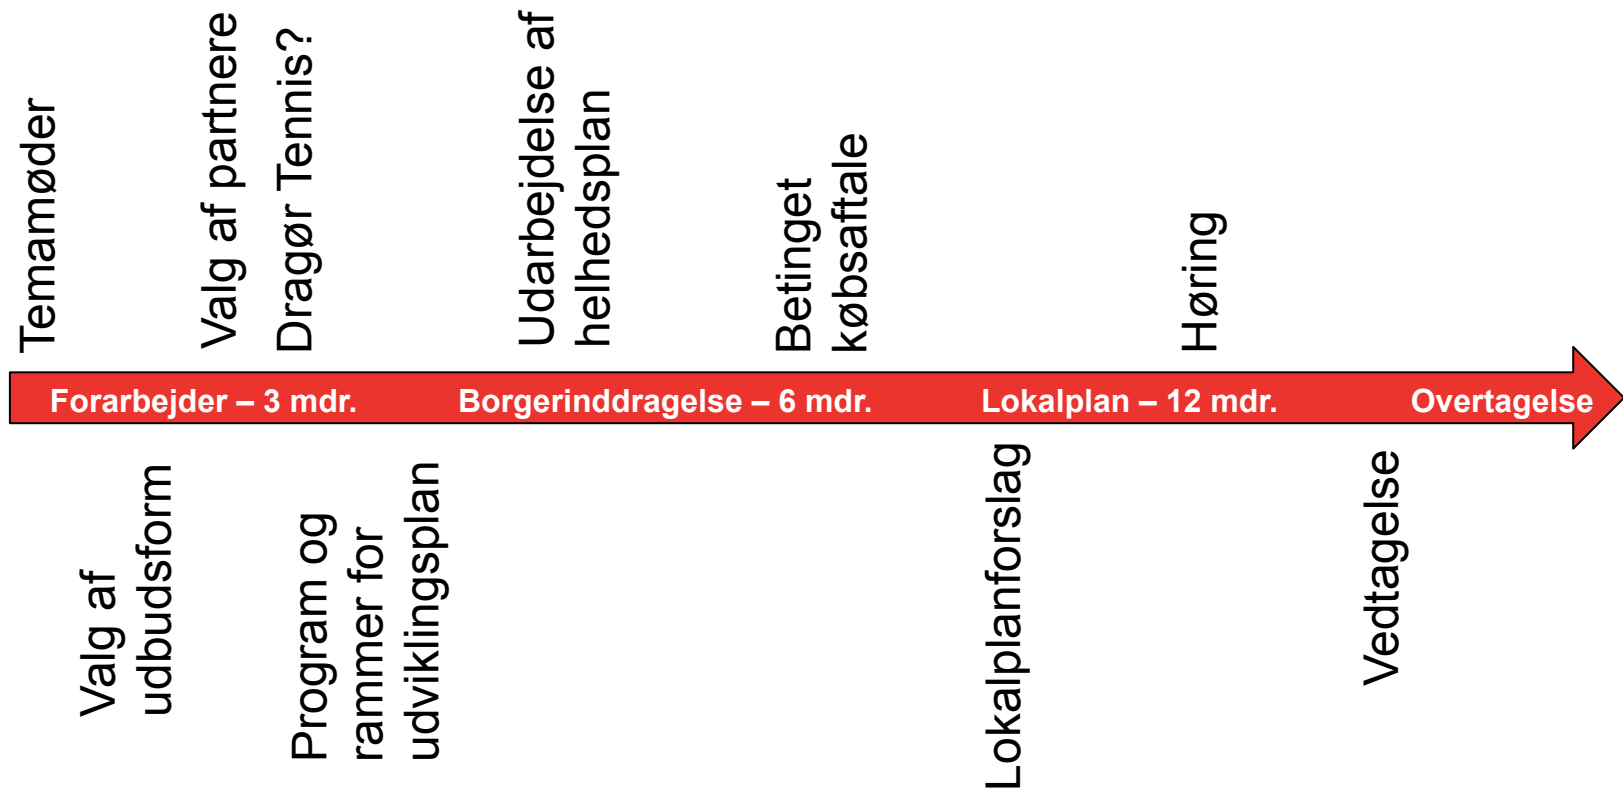 Temamøder
Valg af partnere
Dragør Tennis?
Udarbejdelse af
helhedsplan
Betinget
købsaftale
Høring
Forarbejder – 3 mdr.
Borgerinddragelse – 6 mdr.
Lokalplan – 12 mdr.
Overtagelse
Valg af
udbudsform
Program og
rammer for
udviklingsplan
Lokalplanforslag
Vedtagelse